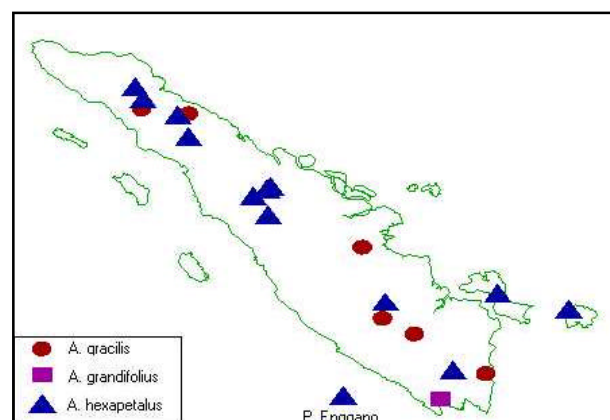 A. gracilis
A. grandifolius
A. hexapetalus
P. Enggano